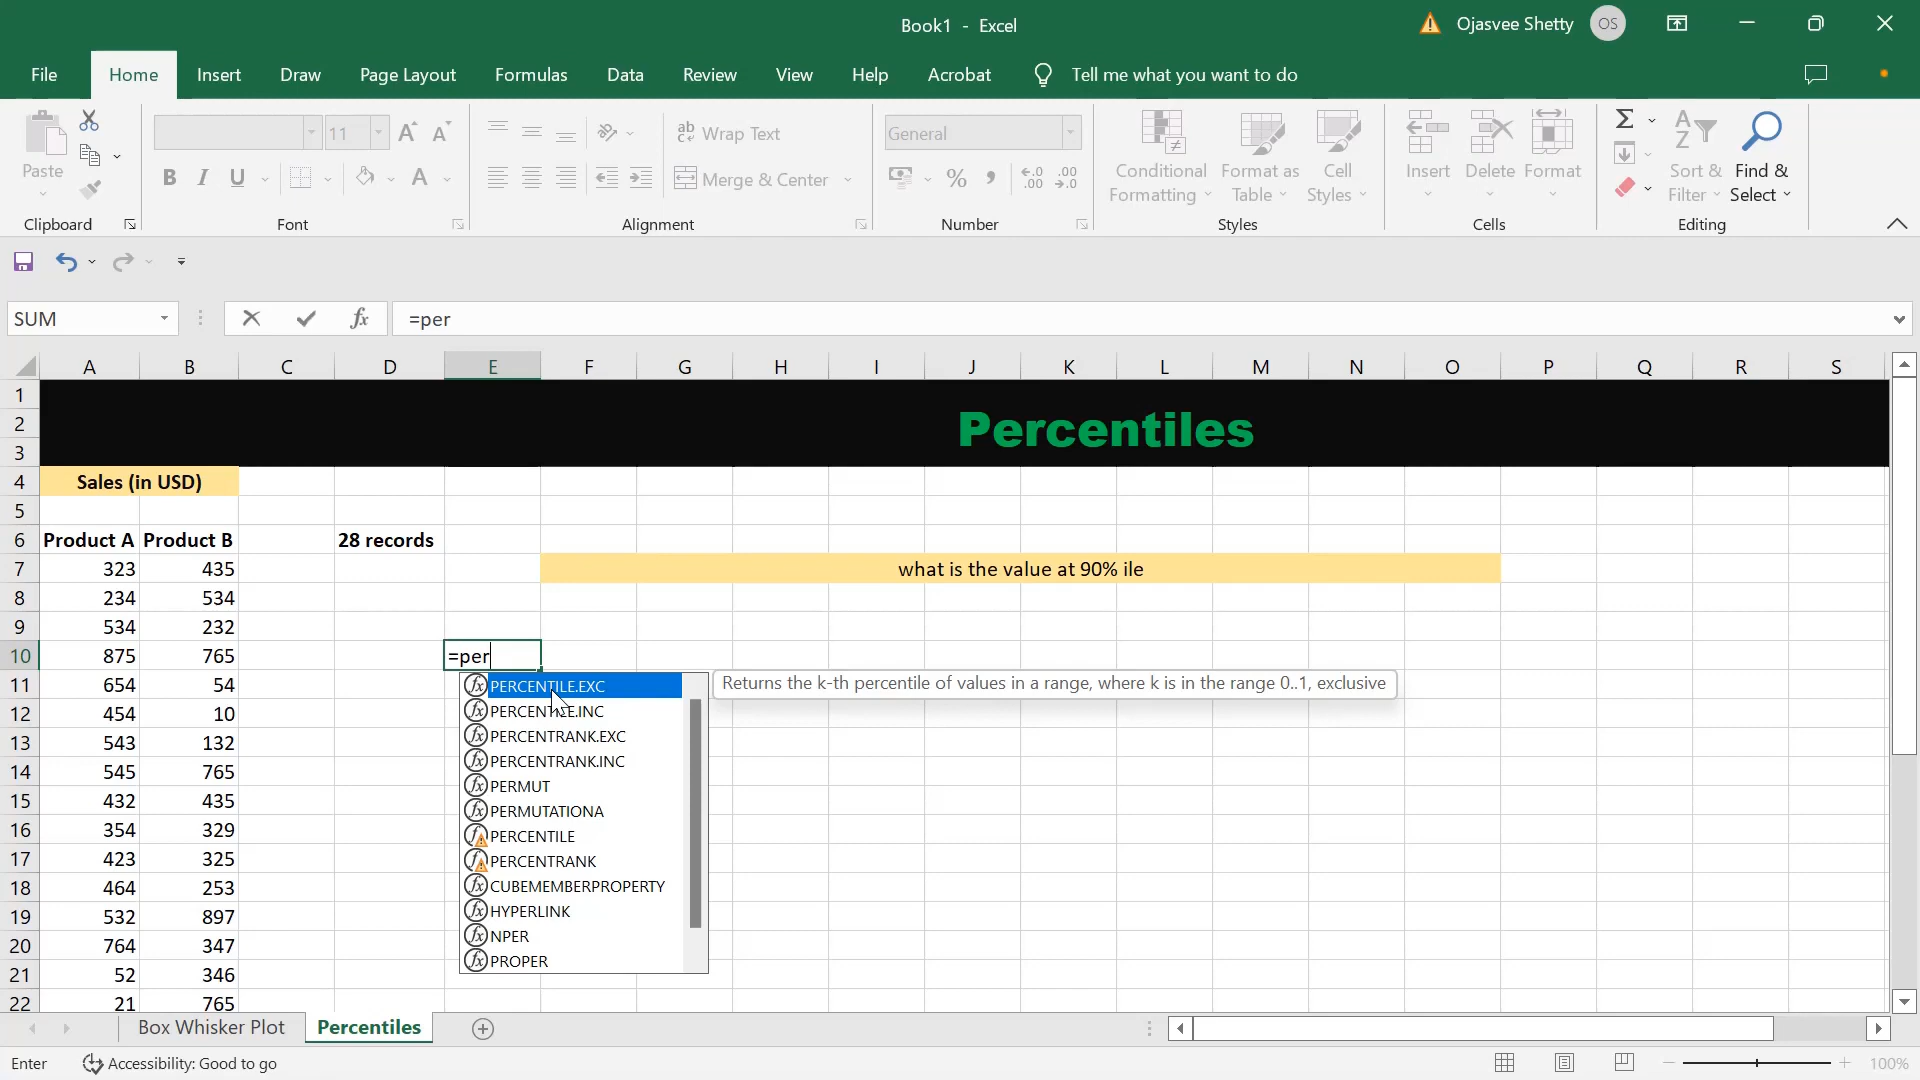 Book1 - Excel
Ojasvee Shetty OS
File Home Insert Draw Page Layout Formulas Data Review View Help Acrobat Tell me what you want to do
Paste
11
A A
ab Wrap Text
General
Conditional Formatting
Format as Table
Cell Styles
Insert Delete Format
Sort & Filter
Find & Select
B I U A
Merge & Center
% , .00 .00
Clipboard Font Alignment Number Styles Cells Editing
SUM fx =per
A B C D E F G H I J K L M N O P Q R S
1
2 Percentiles
3
4 Sales (in USD)
5
6 Product A Product B 28 records
7 323 435 what is the value at 90% ile
8 234 534
9 534 232
10 875 765 =per
11 654 54 PERCENTILE.EXC Returns the k-th percentile of values in a range, where k is in the range 0..1, exclusive
12 454 10 PERCENTILE.INC
13 543 132 PERCENTRANK.EXC
14 545 765 PERCENTRANK.INC
PERMUT
15 432 435 PERMUTATIONA
16 354 329 PERCENTILE
17 423 325 PERCENTRANK
18 464 253 CUBEMEMBERPROPERTY
19 532 897 HYPERLINK
20 764 347 NPER
21 52 346 PROPER
22 21 765
Box Whisker Plot Percentiles
Enter Accessibility: Good to go 100%